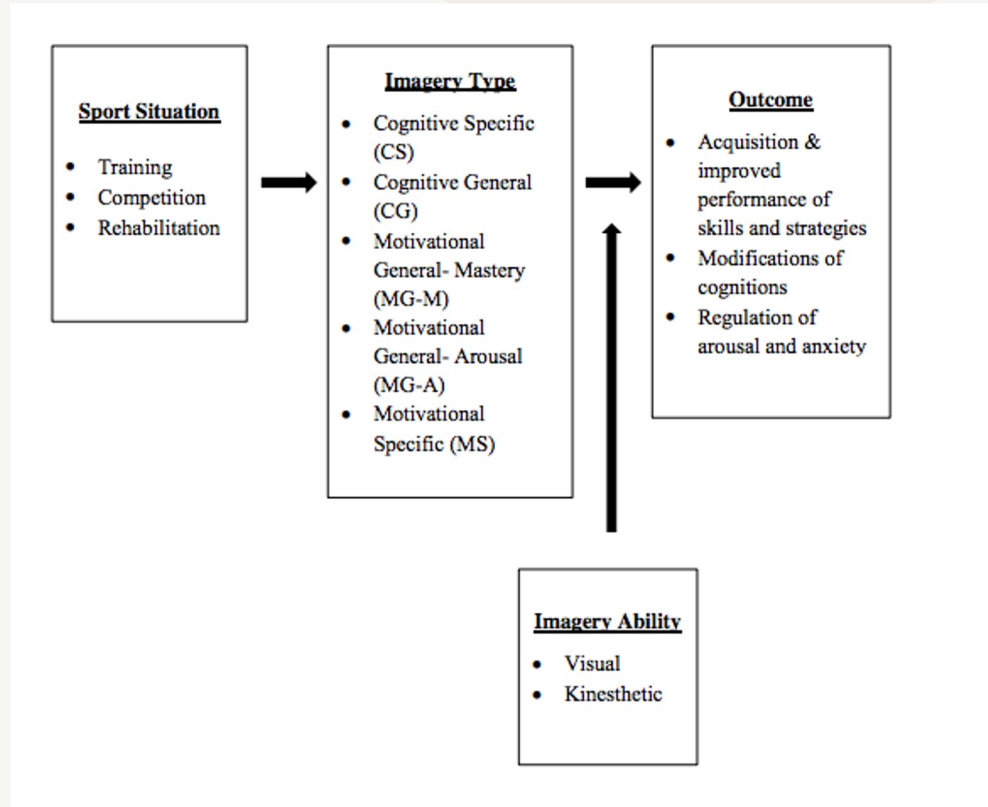 Sport Situation
• Training
• Competition
• Rehabilitation
Imagery Type
• Cognitive Specific
(CS)
• Cognitive General
(CG)
• Motivational
General- Mastery
(MG-M)
• Motivational
General- Arousal
(MG-A)
• Motivational
Specific (MS)
Outcome
• Acquisition &
improved
performance of
skills and strategies
• Modifications of
cognitions
• Regulation of
arousal and anxiety
Imagery Ability
• Visual
• Kinesthetic